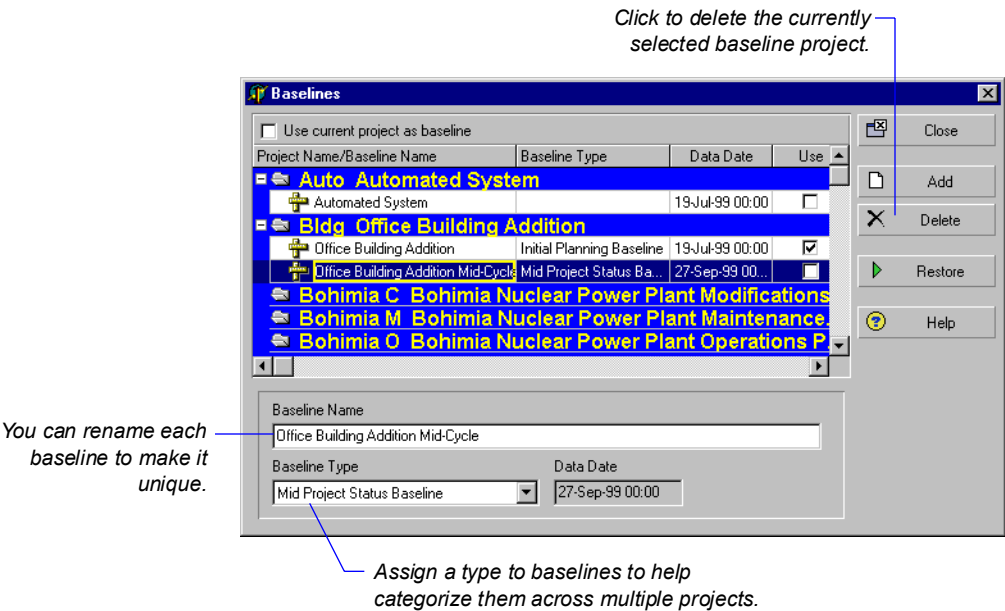 Click to delete the currently
selected baseline project.
Baselines
Use current project as baseline
Close
Project Name/Baseline Name Baseline Type Data Date Use
Auto Automated System
Add
Automated System 19-Jul-99 00:00
Bldg Office Building Addition
Delete
Office Building Addition Initial Planning Baseline 19-Jul-99 00:00
Office Building Addition Mid-Cycle Mid Project Status Ba... 27-Sep-99 00...
Restore
Bohimia C Bohimia Nuclear Power Plant Modifications
Bohimia M Bohimia Nuclear Power Plant Maintenance.
Help
Bohimia O Bohimia Nuclear Power Plant Operations P.
Baseline Name
You can rename each
baseline to make it
unique.
Office Building Addition Mid-Cycle
Baseline Type Data Date
Mid Project Status Baseline 27-Sep-99 00:00
Assign a type to baselines to help
categorize them across multiple projects.